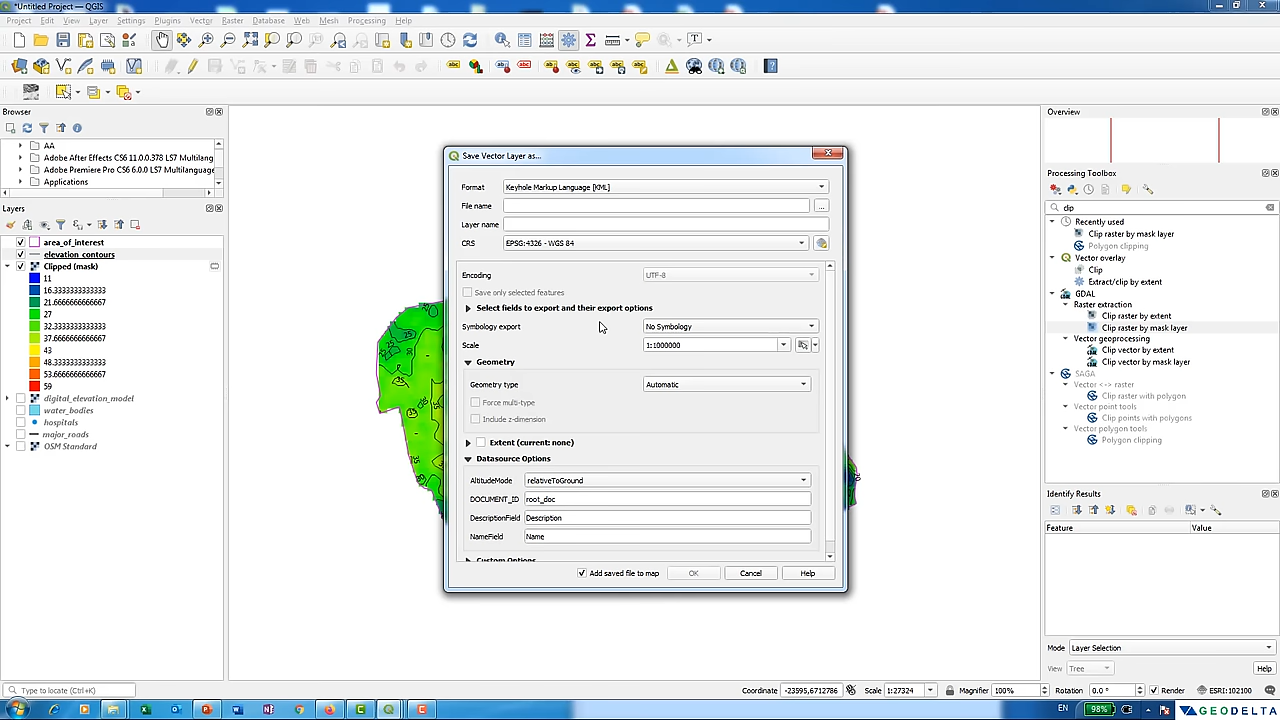 *Untitled Project — QGIS
Project Edit View Layer Settings Plugins Vector Raster Database Web Mesh Processing Help
Browser
AA
Adobe After Effects CS6 11.0.0.378 LS7 Multilang
Adobe Premiere Pro CS6 6.0.0 LS7 Multilanguage
Applications
Layers
area_of_interest
elevation_contours
Clipped (mask)
11
16.333333333333
21.6666666666667
27
32.3333333333333
37.6666666666667
43
48.3333333333333
53.6666666666667
59
digital_elevation_model
water_bodies
hospitals
major_roads
OSM Standard
Save Vector Layer as...
Format Keyhole Markup Language [KML]
File name
...
Layer name
CRS EPSG:4326 - WGS 84
Encoding UTF-8
Save only selected features
Select fields to export and their export options
Symbology export No Symbology
Scale 1:1000000
Geometry
Geometry type Automatic
Force multi-type
Include z-dimension
Extent (current: none)
Datasource Options
AltitudeMode relativeToGround
DOCUMENT_ID root_doc
DescriptionField Description
NameField Name
Custom Options
Add saved file to map OK Cancel Help
Overview
Processing Toolbox
clip
Recently used
Clip raster by mask layer
Polygon clipping
Vector overlay
Clip
Extract/clip by extent
GDAL
Raster extraction
Clip raster by extent
Clip raster by mask layer
Vector geoprocessing
Clip vector by extent
Clip vector by mask layer
SAGA
Vector <-> raster
Clip raster with polygon
Vector point tools
Clip points with polygons
Vector polygon tools
Polygon clipping
Identify Results
Feature Value
Mode Layer Selection
View Tree Help
Type to locate (Ctrl+K) Coordinate -23595,6712786 Scale 1:27324 Magnifier 100% Rotation 0.0 ° Render ESRI:102100
EN 98% GEODELTA